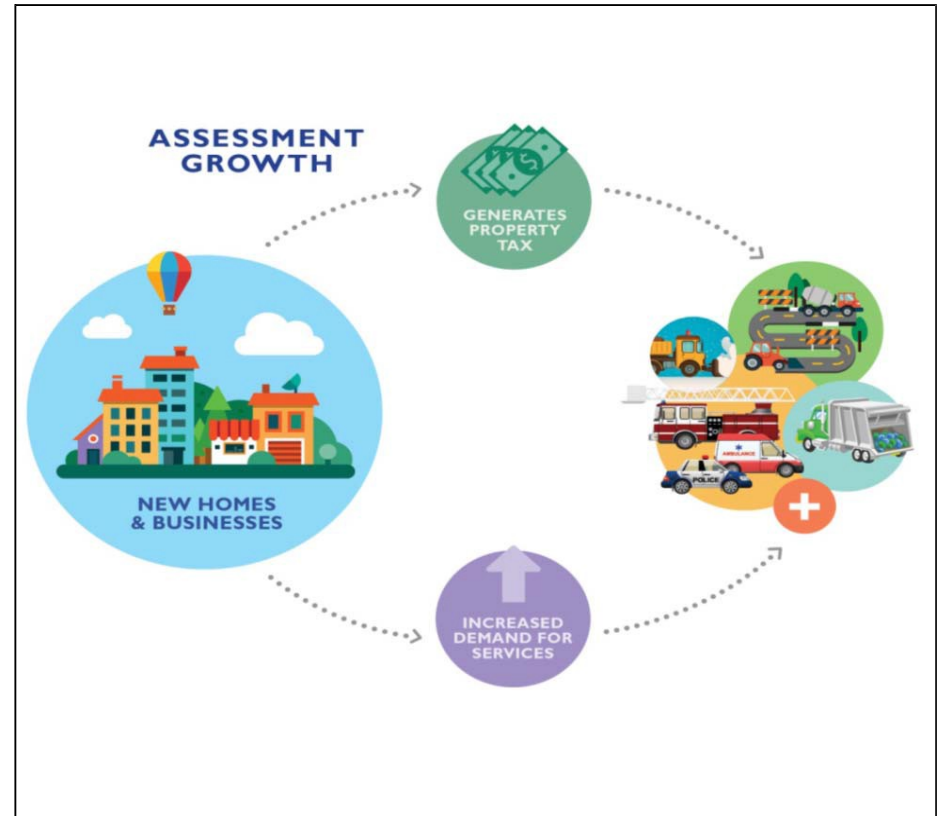 ASSESSMENT
GROWTH
GENERATES
PROPERTY
TAX
NEW HOMES
& BUSINESSES
AMBULANCE
POLICE
INCREASED
DEMAND FOR
SERVICES